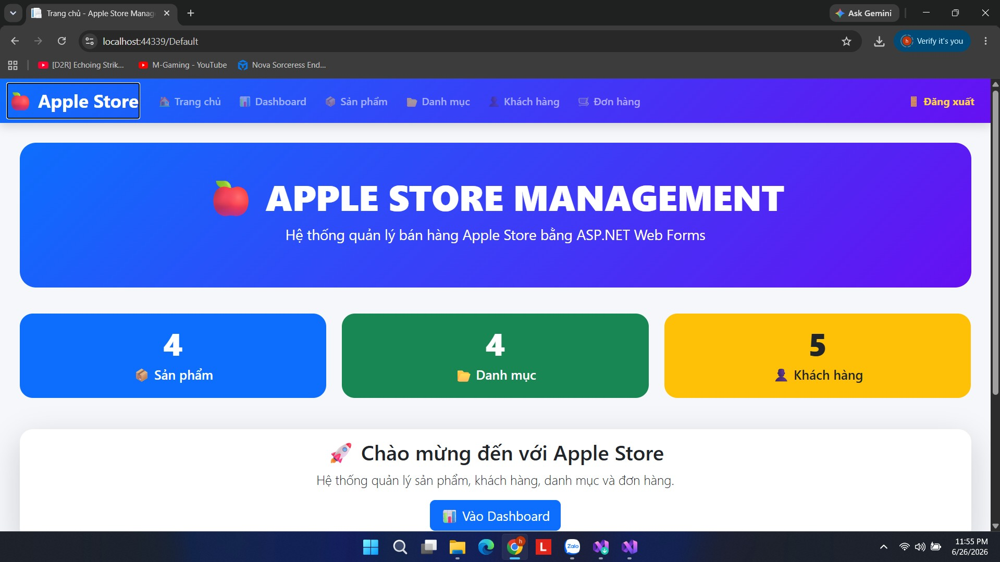 Trang chủ - Apple Store Manag
Ask Gemini
localhost:44339/Default
h
Verify it's you
[D2R] Echoing Strik...
M-Gaming - YouTube
Nova Sorceress End...
Apple Store
Trang chủ
Dashboard
Sản phẩm
Danh mục
Khách hàng
Đơn hàng
Đăng xuất
APPLE STORE MANAGEMENT
Hệ thống quản lý bán hàng Apple Store bằng ASP.NET Web Forms
4
Sản phẩm
4
Danh mục
5
Khách hàng
Chào mừng đến với Apple Store
Hệ thống quản lý sản phẩm, khách hàng, danh mục và đơn hàng.
Vào Dashboard
h
L
Zalo
11:55 PM
6/26/2026